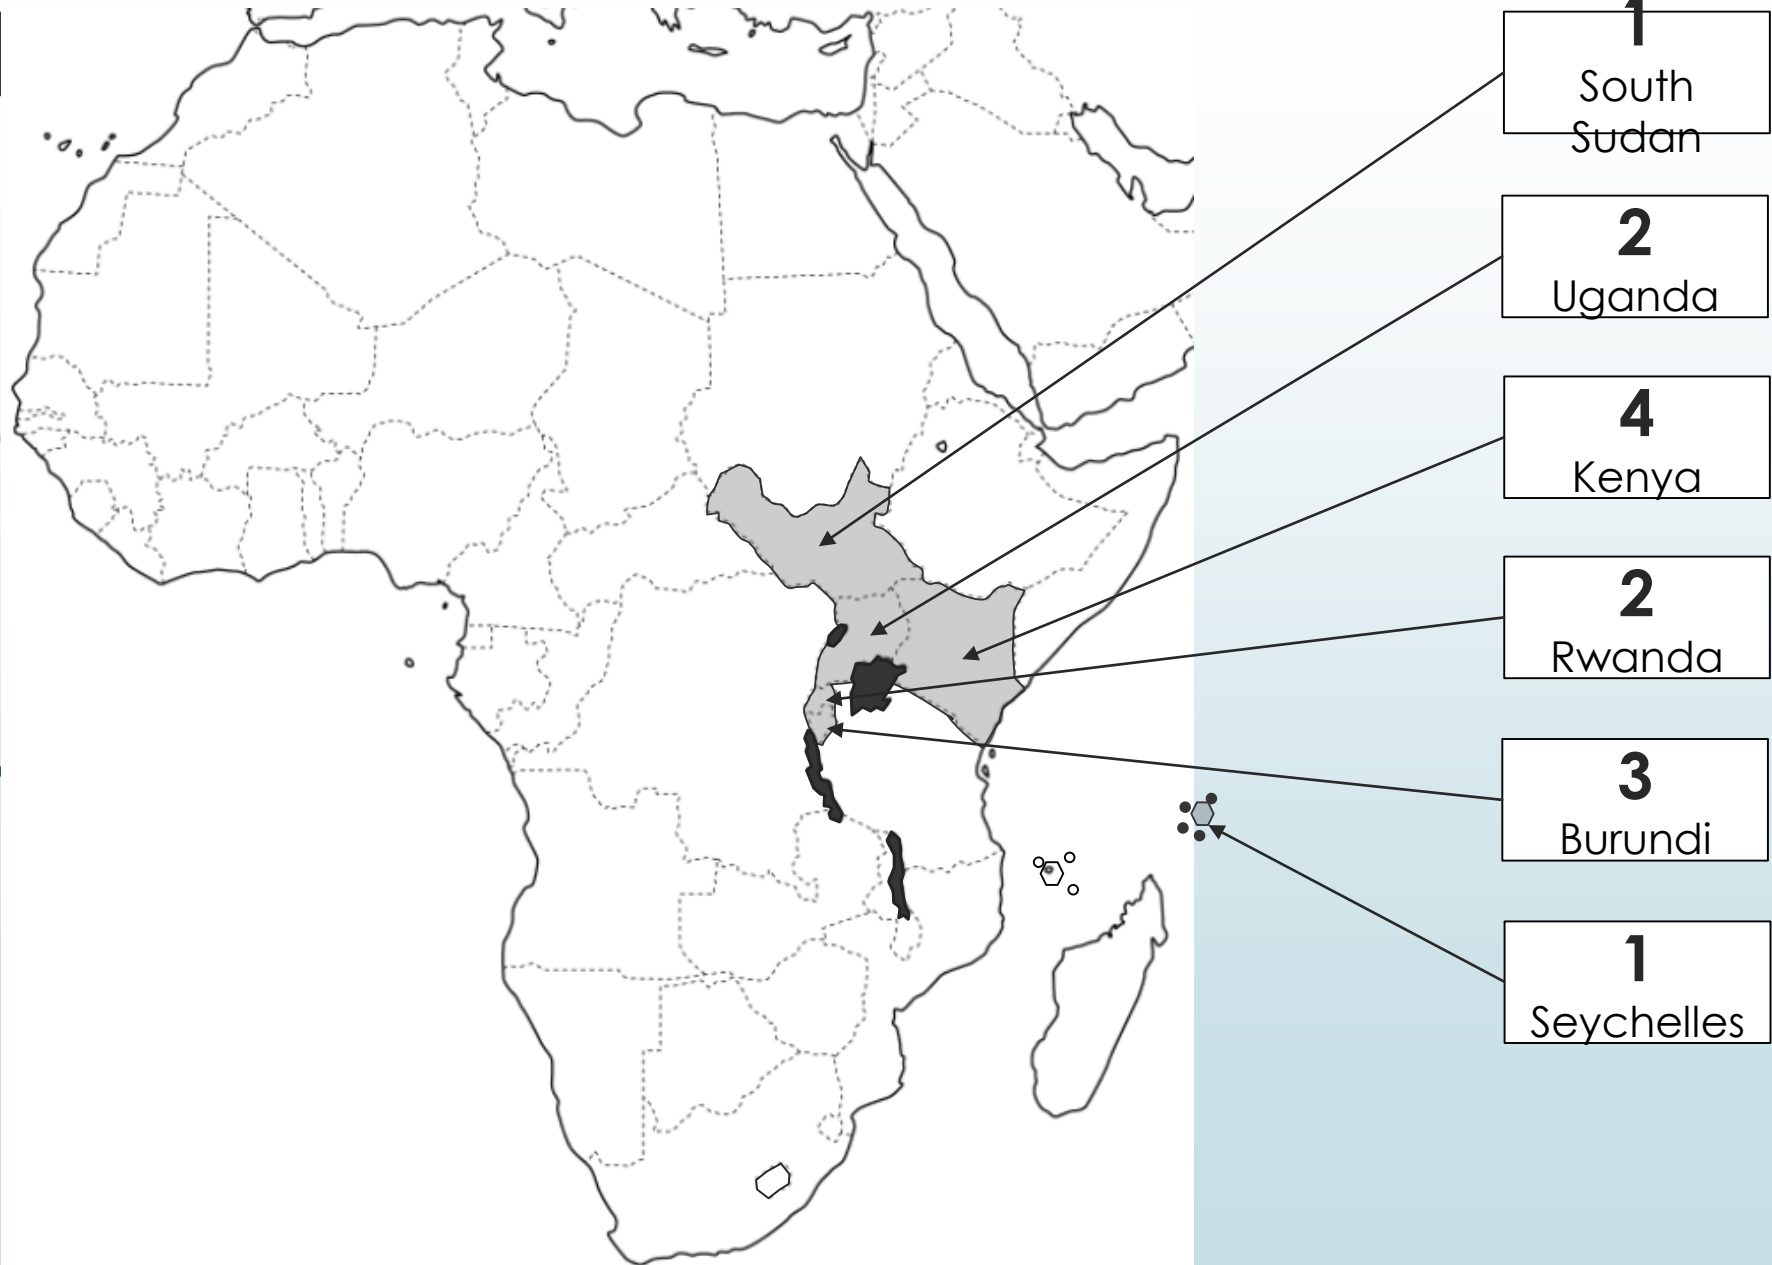 1
South
Sudan
2
Uganda
4
Kenya
2
Rwanda
3
Burundi
1
Seychelles